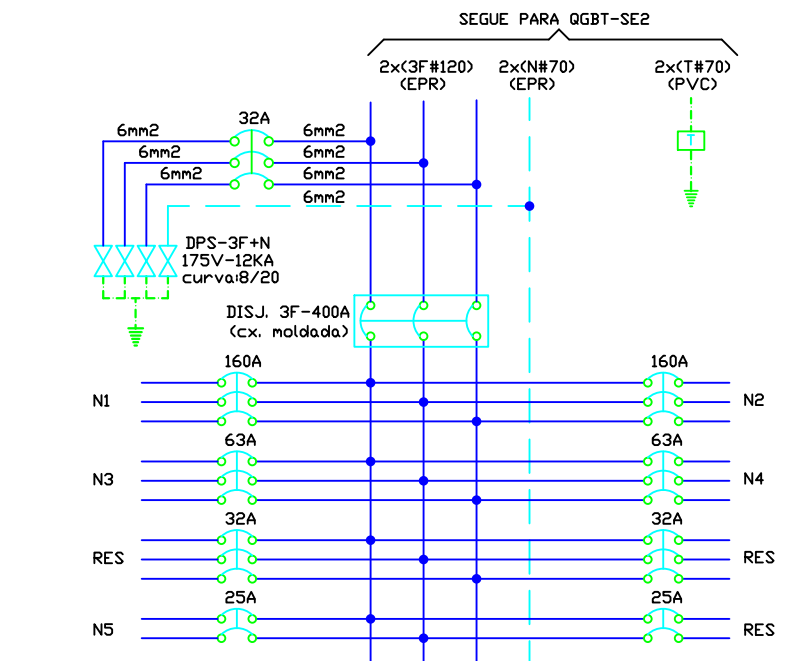 SEGUE PARA QGBT-SE2
2x(3F#120)
(EPR)
2x(N#70)
(EPR)
2x(T#70)
(PVC)
T
32A
6mm2
6mm2
6mm2
6mm2
6mm2
6mm2
6mm2
DPS-3F+N
175V-12KA
curva:8/20
DISJ. 3F-400A
(cx. moldada)
160A
160A
N1
N2
63A
63A
N3
N4
32A
32A
RES
RES
25A
25A
N5
RES